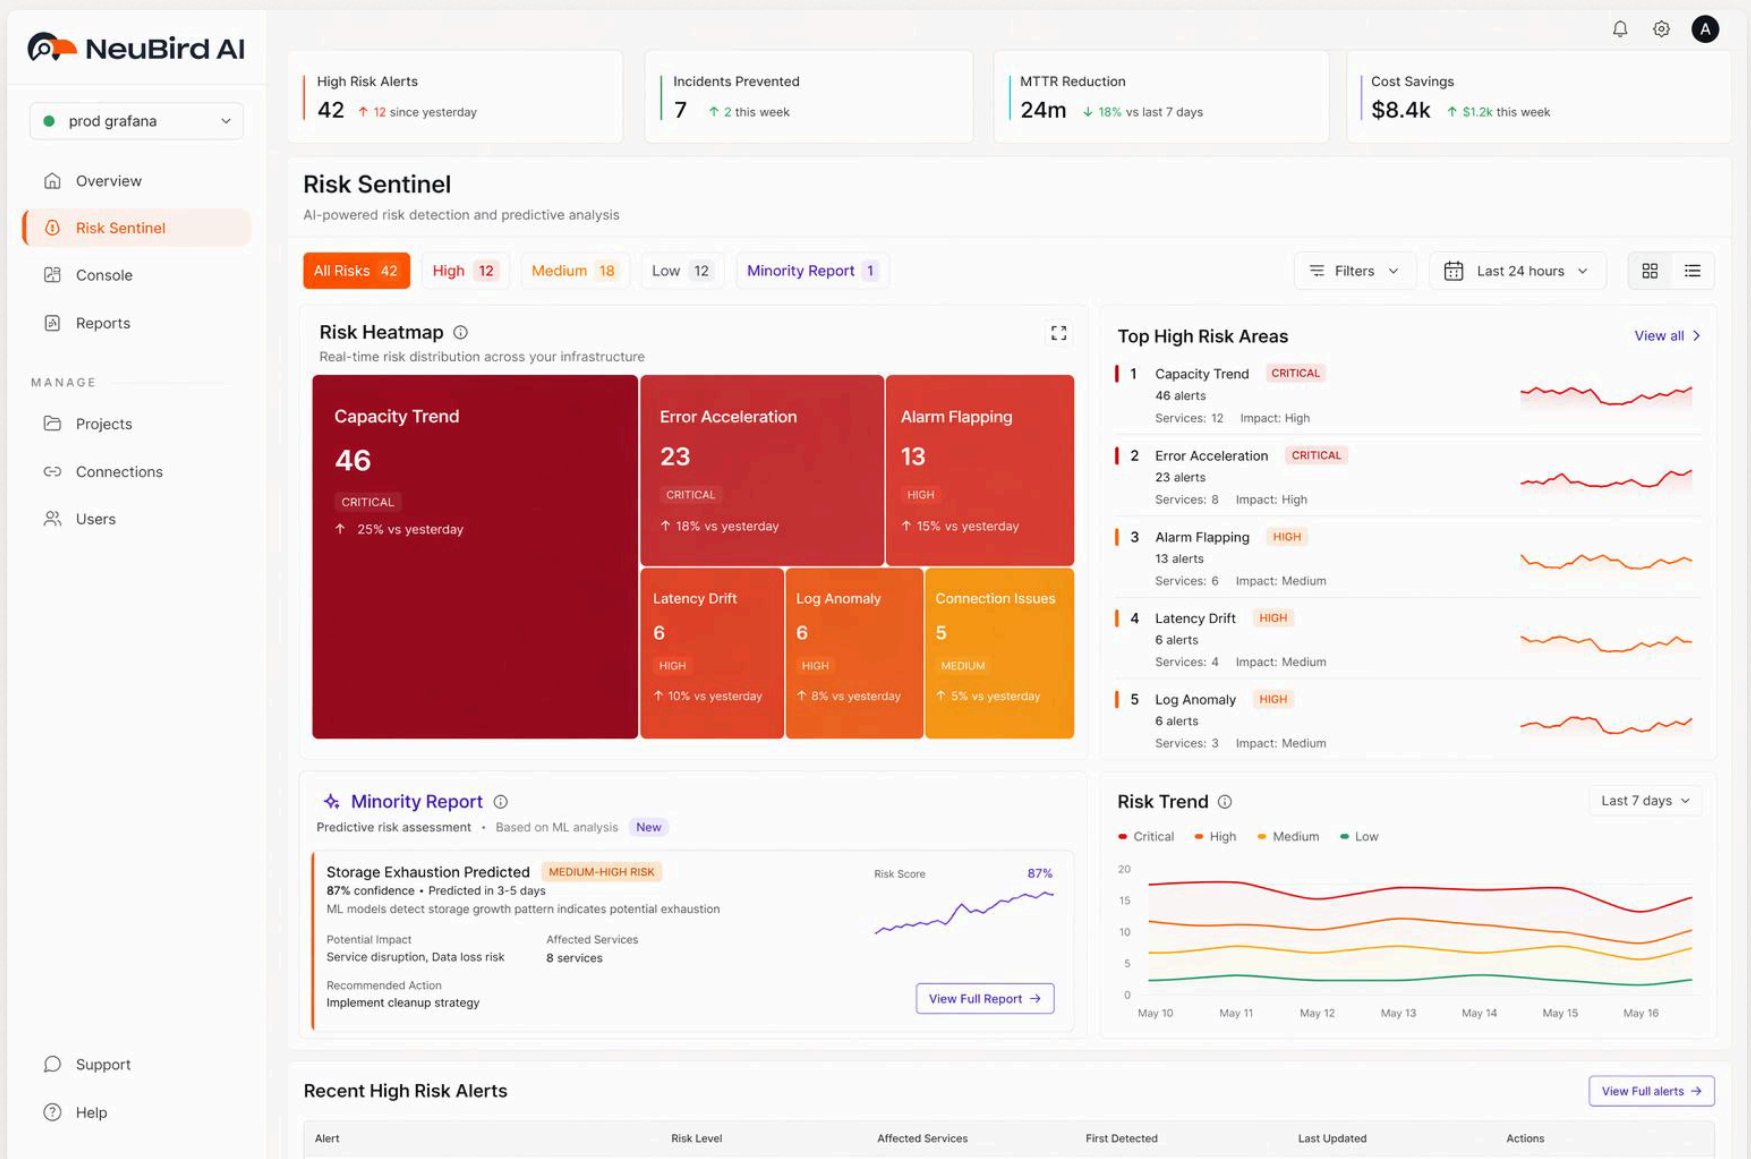 NeuBird AI
A
prod grafana
Overview
Risk Sentinel
Console
Reports
MANAGE
Projects
Connections
Users
Support
Help
High Risk Alerts
42 ↑ 12 since yesterday
Incidents Prevented
7 ↑ 2 this week
MTTR Reduction
24m ↓ 18% vs last 7 days
Cost Savings
$8.4k ↑ $1.2k this week
Risk Sentinel
AI-powered risk detection and predictive analysis
All Risks 42 High 12 Medium 18 Low 12 Minority Report 1
Filters Last 24 hours
Risk Heatmap
Real-time risk distribution across your infrastructure
Capacity Trend
46
CRITICAL
↑ 25% vs yesterday
Error Acceleration
23
CRITICAL
↑ 18% vs yesterday
Alarm Flapping
13
HIGH
↑ 15% vs yesterday
Latency Drift
6
HIGH
↑ 10% vs yesterday
Log Anomaly
6
HIGH
↑ 8% vs yesterday
Connection Issues
5
MEDIUM
↑ 5% vs yesterday
Top High Risk Areas
View all >
1 Capacity Trend CRITICAL
46 alerts
Services: 12 Impact: High
2 Error Acceleration CRITICAL
23 alerts
Services: 8 Impact: High
3 Alarm Flapping HIGH
13 alerts
Services: 6 Impact: Medium
4 Latency Drift HIGH
6 alerts
Services: 4 Impact: Medium
5 Log Anomaly HIGH
6 alerts
Services: 3 Impact: Medium
Minority Report
Predictive risk assessment • Based on ML analysis New
Storage Exhaustion Predicted MEDIUM-HIGH RISK
87% confidence • Predicted in 3-5 days
ML models detect storage growth pattern indicates potential exhaustion
Potential Impact
Service disruption, Data loss risk
Affected Services
8 services
Recommended Action
Implement cleanup strategy
Risk Score 87%
View Full Report →
Risk Trend
Last 7 days
Critical High Medium Low
20
15
10
5
0
May 10 May 11 May 12 May 13 May 14 May 15 May 16
Recent High Risk Alerts
View Full alerts →
Alert Risk Level Affected Services First Detected Last Updated Actions